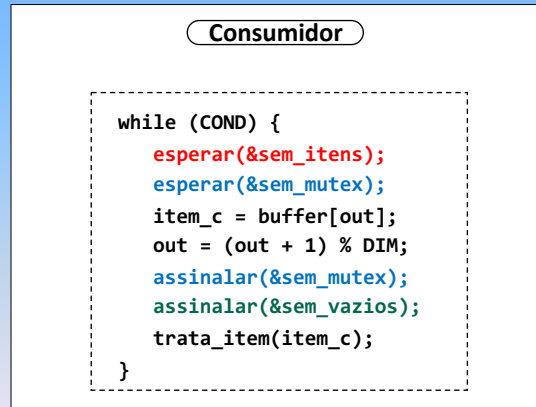 Consumidor
while (COND) {
esperar(&sem_itens);
esperar(&sem_mutex);
item_c = buffer[out];
out = (out + 1) % DIM;
assinalar(&sem_mutex);
assinalar(&sem_vazios);
trata_item(item_c);
}